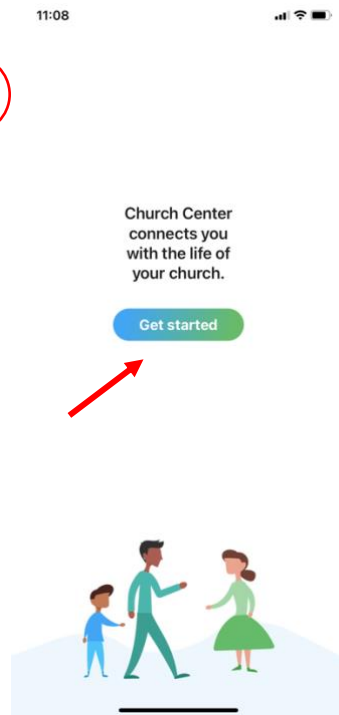 11:08
Church Center
connects you
with the life of
your church.
Get started